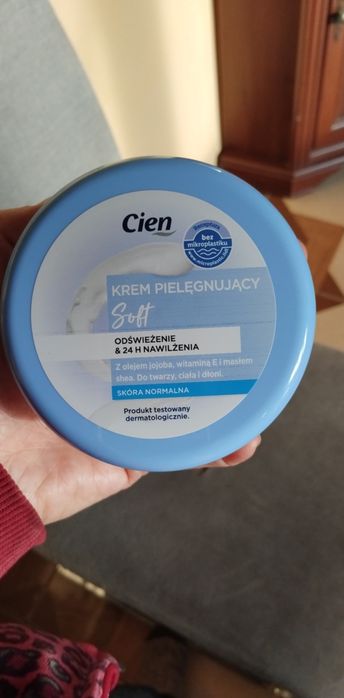 Cien
Receptura
bez
mikroplastiku
KREM PIELĘGNUJĄCY
Soft
ODŚWIEŻENIE
& 24 H NAWILŻENIA
Z olejem jojoba, witaminą E i masłem
shea. Do twarzy, ciała i dłoni.
SKÓRA NORMALNA
Produkt testowany
dermatologicznie.